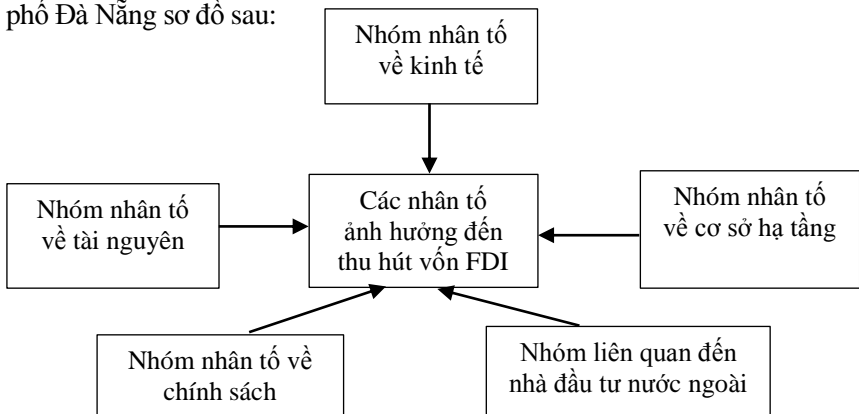 phố Đà Nẵng sơ đồ sau:
Nhóm nhân tố
về kinh tế
Nhóm nhân tố
về tài nguyên
Các nhân tố
ảnh hưởng đến
thu hút vốn FDI
Nhóm nhân tố
về cơ sở hạ tầng
Nhóm nhân tố về
chính sách
Nhóm liên quan đến
nhà đầu tư nước ngoài